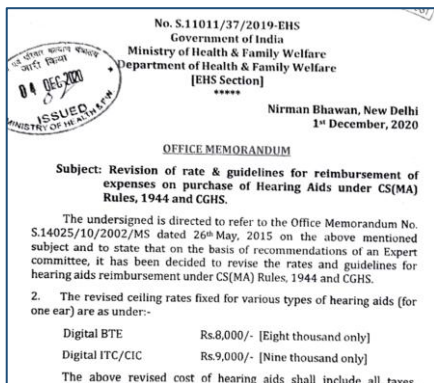 No. S.11011/37/2019-EHS
Government of India
Ministry of Health & Family Welfare
Department of Health & Family Welfare
[EHS Section]
*****
एवं परिवार कल्याण मंत्रालय
जारी किया
04 DEC 2020
ISSUED
MINISTRY OF HEALTH & F.W.
Nirman Bhawan, New Delhi
1st December, 2020
OFFICE MEMORANDUM
Subject: Revision of rate & guidelines for reimbursement of
expenses on purchase of Hearing Aids under CS(MA)
Rules, 1944 and CGHS.
The undersigned is directed to refer to the Office Memorandum No.
S.14025/10/2002/MS dated 26th May, 2015 on the above mentioned
subject and to state that on the basis of recommendations of an Expert
committee, it has been decided to revise the rates and guidelines for
hearing aids reimbursement under CS(MA) Rules, 1944 and CGHS.
2. The revised ceiling rates fixed for various types of hearing aids (for
one ear) are as under:-
Digital BTE Rs.8,000/- [Eight thousand only]
Digital ITC/CIC Rs.9,000/- [Nine thousand only]
The above revised cost of hearing aids shall include all taxes